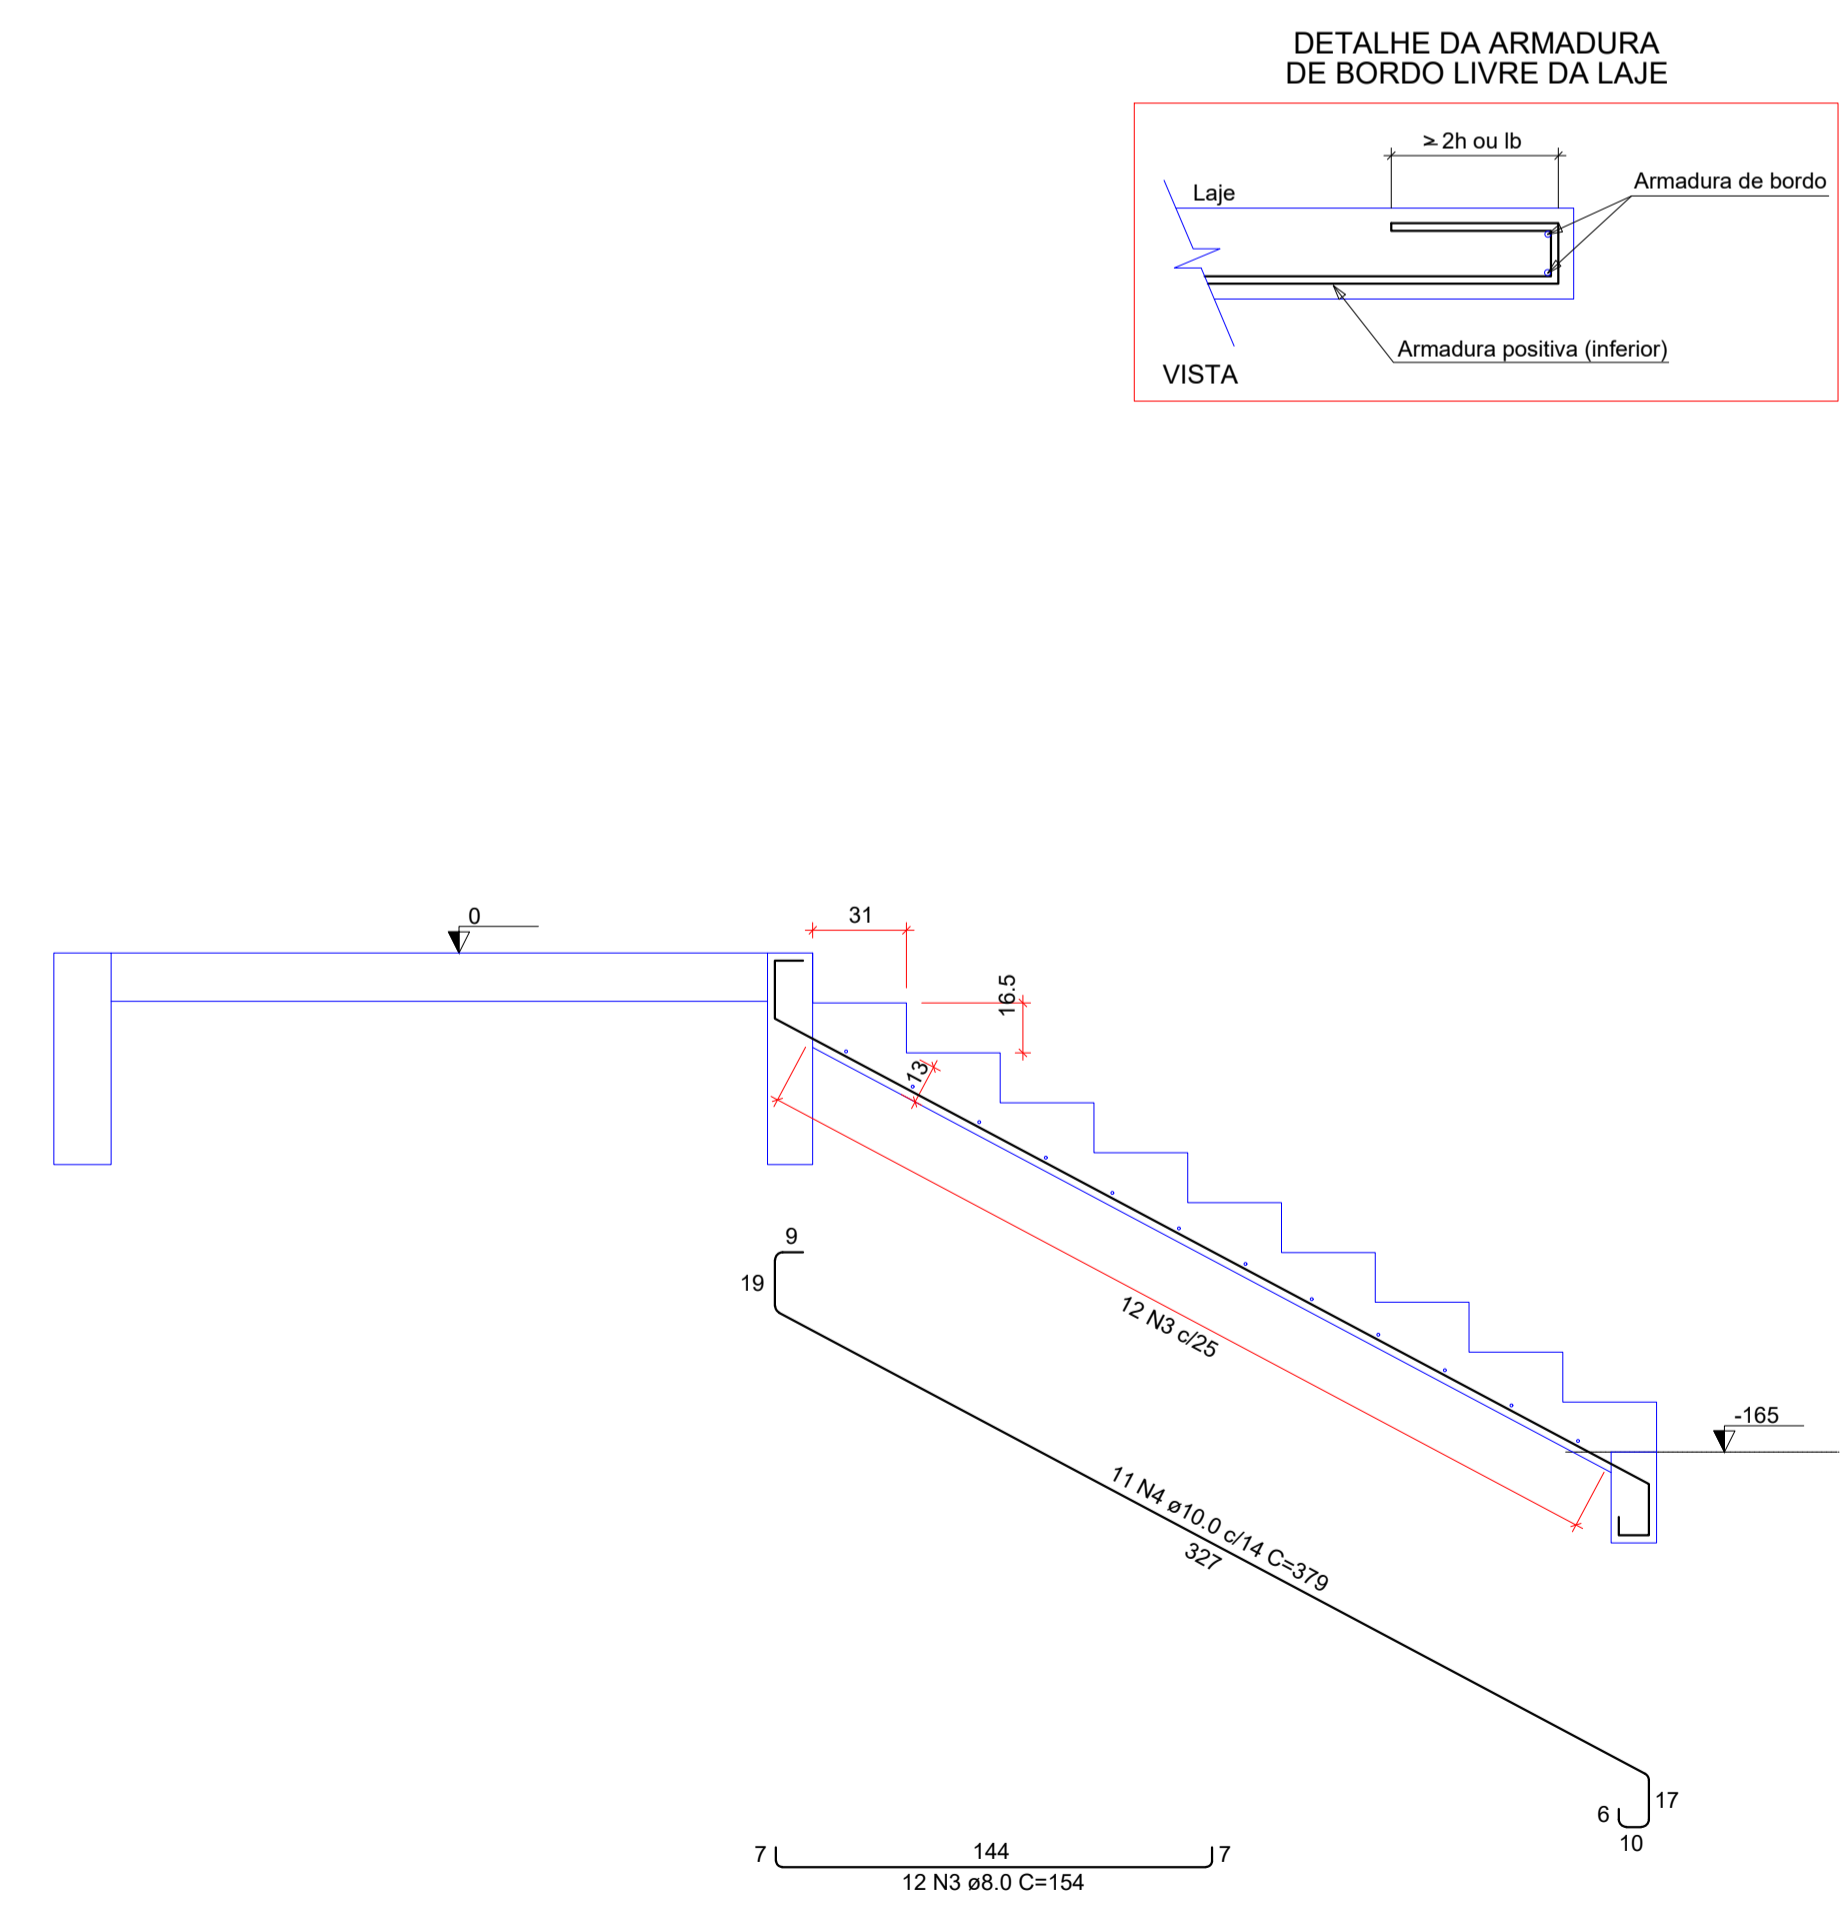 DETALHE DA ARMADURA
DE BORDO LIVRE DA LAJE
≥ 2h ou lb
Armadura de bordo
Laje
Armadura positiva (inferior)
VISTA
0
31
16.5
13
12 N3 c/25
-165
9
19
11 N4 ø10.0 c/14 C=379
327
17
6
10
7
144
7
12 N3 ø8.0 C=154